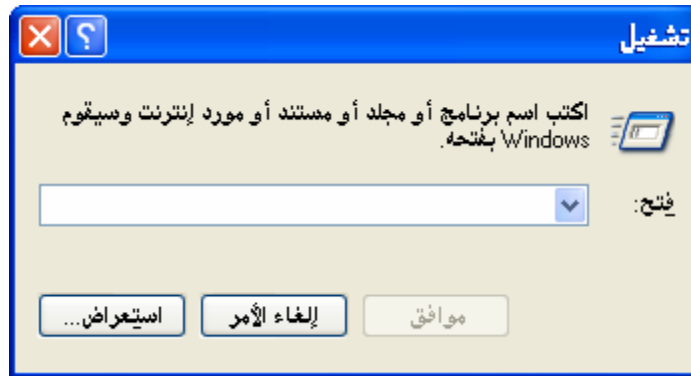 تشغيل
اكتب اسم برنامج أو مجلد أو مستند أو مورد إنترنت وسيقوم
Windows بفتحه.
فتح:
موافق
إلغاء الأمر
استعراض...